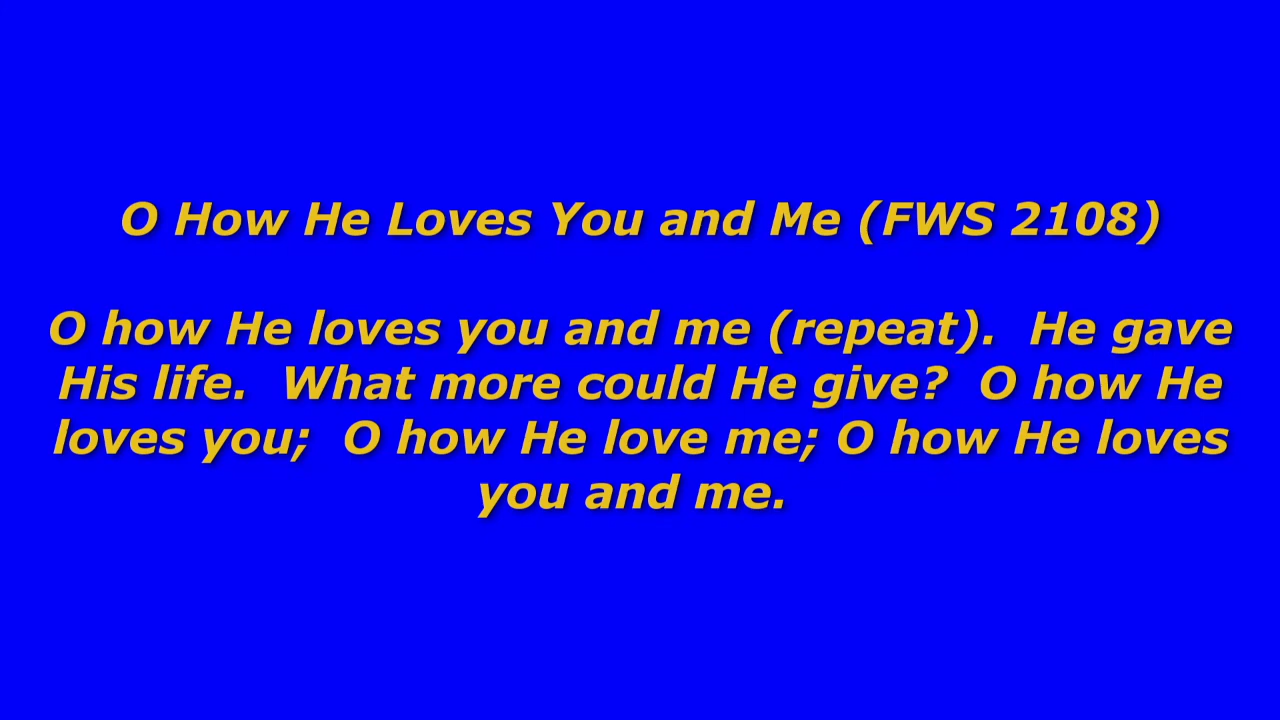 O How He Loves You and Me (FWS 2108)
O how He loves you and me (repeat).  He gave
His life.  What more could He give?  O how He
loves you;  O how He love me; O how He loves
you and me.